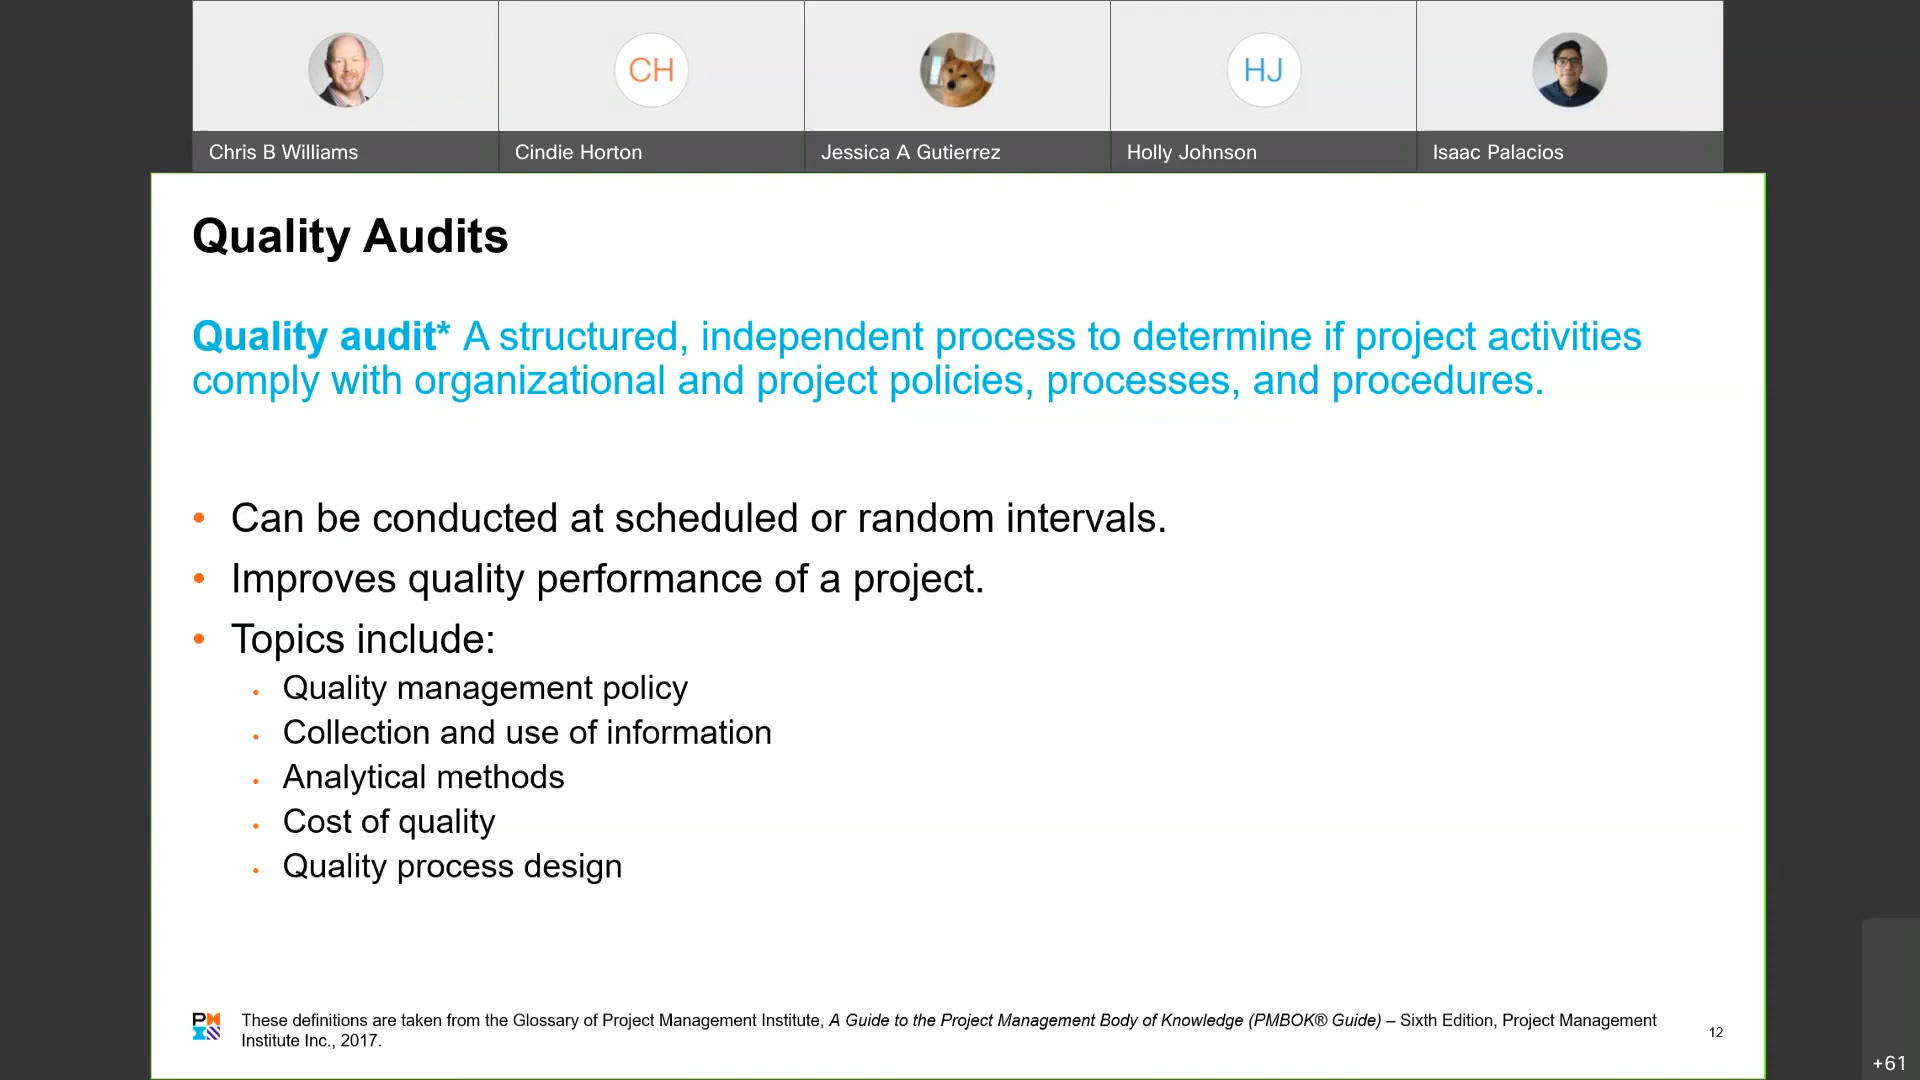 CH
HJ
Chris B Williams
Cindie Horton
Jessica A Gutierrez
Holly Johnson
Isaac Palacios
Quality Audits
Quality audit* A structured, independent process to determine if project activities
comply with organizational and project policies, processes, and procedures.
• Can be conducted at scheduled or random intervals.
• Improves quality performance of a project.
• Topics include:
• Quality management policy
• Collection and use of information
• Analytical methods
• Cost of quality
• Quality process design
These definitions are taken from the Glossary of Project Management Institute, A Guide to the Project Management Body of Knowledge (PMBOK® Guide) – Sixth Edition, Project Management
Institute Inc., 2017.
12
+61